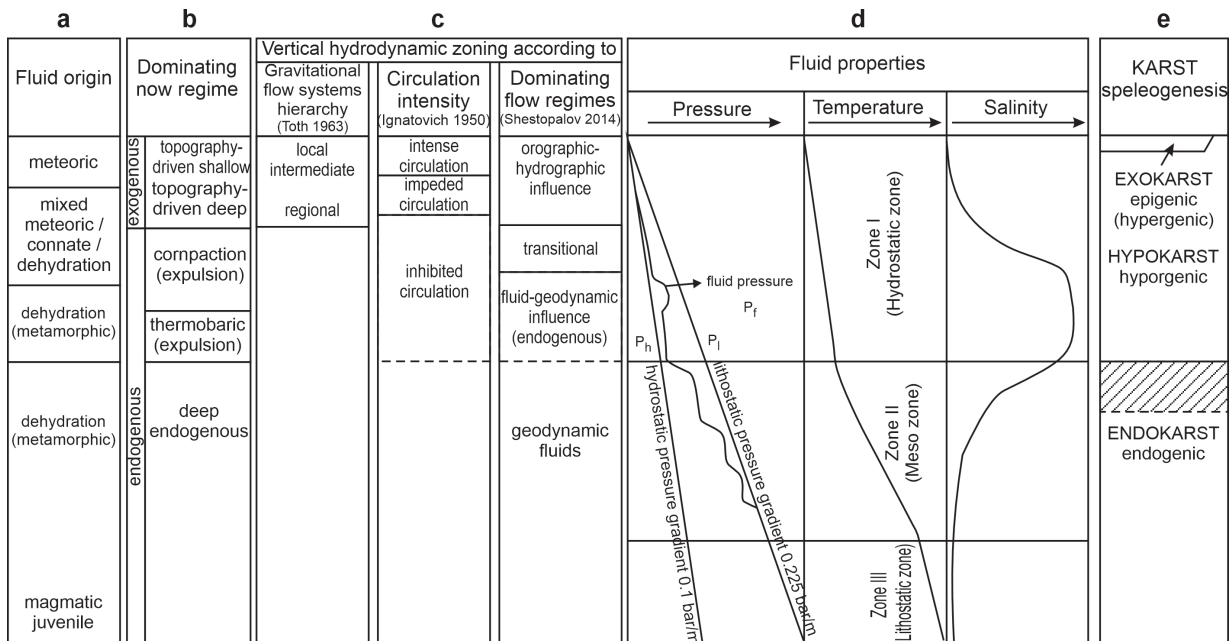 a
b
c
d
e
Fluid origin
meteoric
mixed
meteoric /
connate /
dehydration
dehydration
(metamorphic)
dehydration
(metamorphic)
magmatic
juvenile
Dominating
now regime
exogenous
endogenous
topography-
driven shallow
topography-
driven deep
cornpaction
(expulsion)
thermobaric
(expulsion)
deep
endogenous
Vertical hydrodynamic zoning according to
Gravitational
flow systems
hierarchy
(Toth 1963)
local
intermediate
regional
Circulation
intensity
(Ignatovich 1950)
intense
circulation
impeded
circulation
inhibited
circulation
Dominating
flow regimes
(Shestopalov 2014)
orographic-
hydrographic
influence
transitional
fluid-geodynamic
influence
(endogenous)
geodynamic
fluids
Fluid properties
Pressure
Temperature
Salinity
fluid pressure
Pf
Ph
Pl
hydrostatic pressure gradient 0.1 bar/m
lithostatic pressure gradient 0.225 bar/m
Zone I
(Hydrostatic zone)
Zone II
(Meso zone)
Zone III
Lithostatic zone)
KARST
speleogenesis
EXOKARST
epigenic
(hypergenic)
HYPOKARST
hyporgenic
ENDOKARST
endogenic